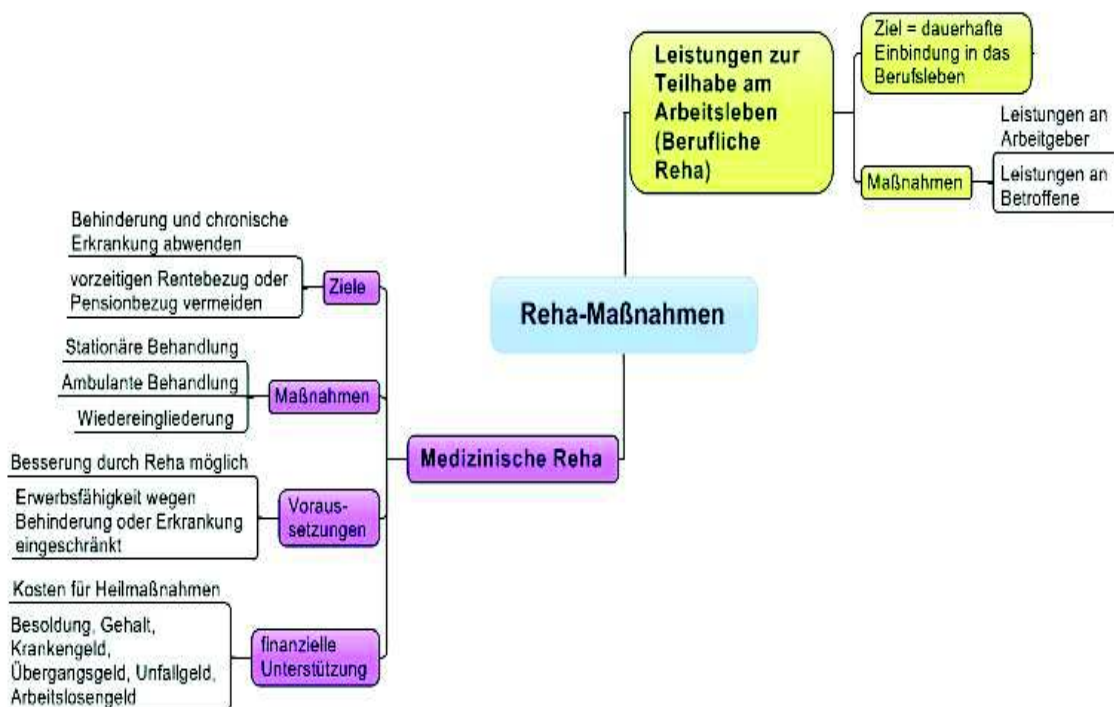 Reha-Maßnahmen
Leistungen zur
Teilhabe am
Arbeitsleben
(Berufliche
Reha)
Ziel = dauerhafte
Einbindung in das
Berufsleben
Maßnahmen
Leistungen an
Arbeitgeber
Leistungen an
Betroffene
Medizinische Reha
Ziele
Behinderung und chronische
Erkrankung abwenden
vorzeitigen Rentebezug oder
Pensionbezug vermeiden
Maßnahmen
Stationäre Behandlung
Ambulante Behandlung
Wiedereingliederung
Voraus-
setzungen
Besserung durch Reha möglich
Erwerbsfähigkeit wegen
Behinderung oder Erkrankung
eingeschränkt
finanzielle
Unterstützung
Kosten für Heilmaßnahmen
Besoldung, Gehalt,
Krankengeld,
Übergangsgeld, Unfallgeld,
Arbeitslosengeld